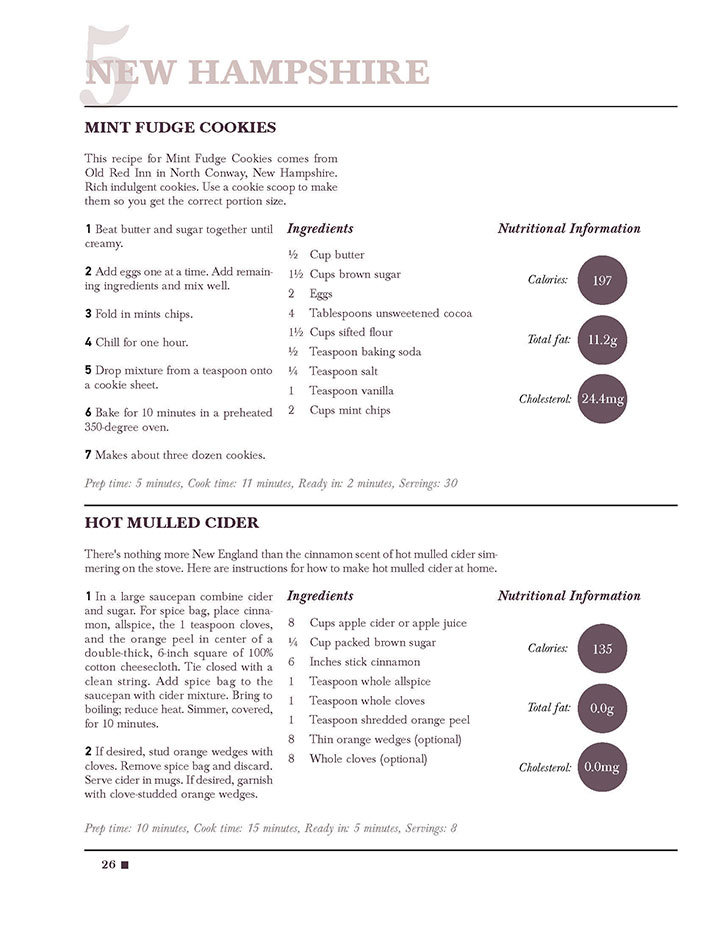 5
NEW HAMPSHIRE
MINT FUDGE COOKIES
This recipe for Mint Fudge Cookies comes from
Old Red Inn in North Conway, New Hampshire.
Rich indulgent cookies. Use a cookie scoop to make
them so you get the correct portion size.
1 Beat butter and sugar together until
creamy.
2 Add eggs one at a time. Add remain-
ing ingredients and mix well.
3 Fold in mints chips.
4 Chill for one hour.
5 Drop mixture from a teaspoon onto
a cookie sheet.
6 Bake for 10 minutes in a preheated
350-degree oven.
7 Makes about three dozen cookies.
Ingredients
½ Cup butter
1½ Cups brown sugar
2 Eggs
4 Tablespoons unsweetened cocoa
1½ Cups sifted flour
½ Teaspoon baking soda
¼ Teaspoon salt
1 Teaspoon vanilla
2 Cups mint chips
Nutritional Information
Calories: 197
Total fat: 11.2g
Cholesterol: 24.4mg
Prep time: 5 minutes, Cook time: 11 minutes, Ready in: 2 minutes, Servings: 30
HOT MULLED CIDER
There's nothing more New England than the cinnamon scent of hot mulled cider sim-
mering on the stove. Here are instructions for how to make hot mulled cider at home.
1 In a large saucepan combine cider
and sugar. For spice bag, place cinna-
mon, allspice, the 1 teaspoon cloves,
and the orange peel in center of a
double-thick, 6-inch square of 100%
cotton cheesecloth. Tie closed with a
clean string. Add spice bag to the
saucepan with cider mixture. Bring to
boiling; reduce heat. Simmer, covered,
for 10 minutes.
2 If desired, stud orange wedges with
cloves. Remove spice bag and discard.
Serve cider in mugs. If desired, garnish
with clove-studded orange wedges.
Ingredients
8 Cups apple cider or apple juice
¼ Cup packed brown sugar
6 Inches stick cinnamon
1 Teaspoon whole allspice
1 Teaspoon whole cloves
1 Teaspoon shredded orange peel
8 Thin orange wedges (optional)
8 Whole cloves (optional)
Nutritional Information
Calories: 135
Total fat: 0.0g
Cholesterol: 0.0mg
Prep time: 10 minutes, Cook time: 15 minutes, Ready in: 5 minutes, Servings: 8
26